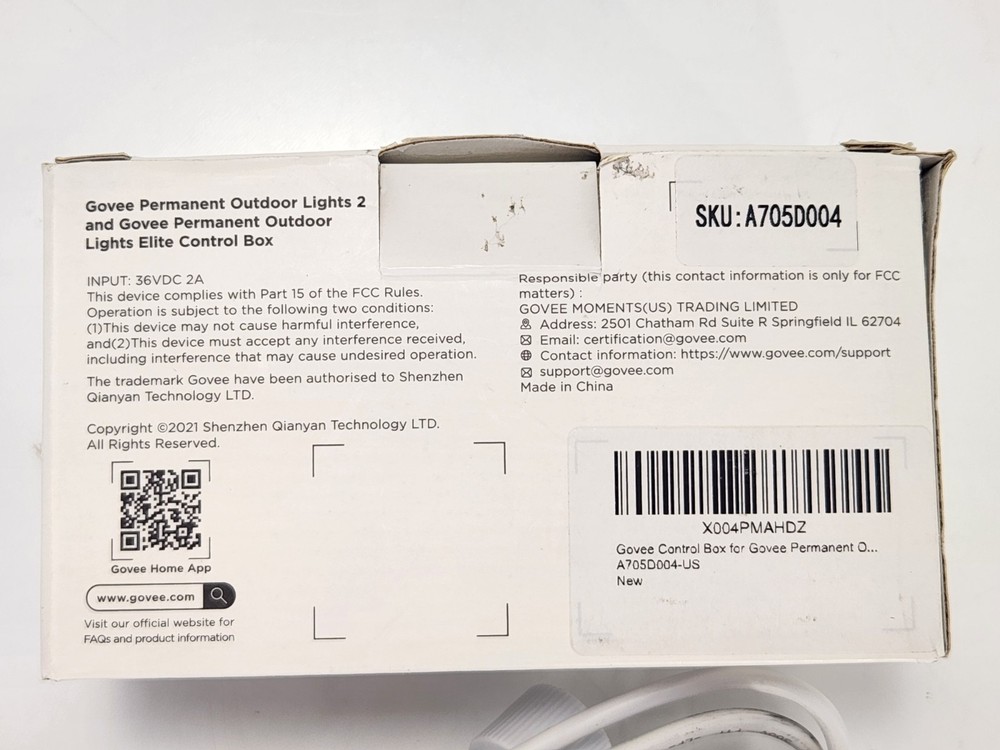 Govee Permanent Outdoor Lights 2
and Govee Permanent Outdoor
Lights Elite Control Box
INPUT: 36VDC 2A
This device complies with Part 15 of the FCC Rules.
Operation is subject to the following two conditions:
(1)This device may not cause harmful interference,
and(2)This device must accept any interference received,
including interference that may cause undesired operation.
The trademark Govee have been authorised to Shenzhen
Qianyan Technology LTD.
Copyright ©2021 Shenzhen Qianyan Technology LTD.
All Rights Reserved.
Govee Home App
www.govee.com
Visit our official website for
FAQs and product information
SKU:A705D004
Responsible party (this contact information is only for FCC
matters) :
GOVEE MOMENTS(US) TRADING LIMITED
Address: 2501 Chatham Rd Suite R Springfield IL 62704
Email: certification@govee.com
Contact information: https://www.govee.com/support
support@govee.com
Made in China
X004PMAHDZ
Govee Control Box for Govee Permanent O...
A705D004-US
New